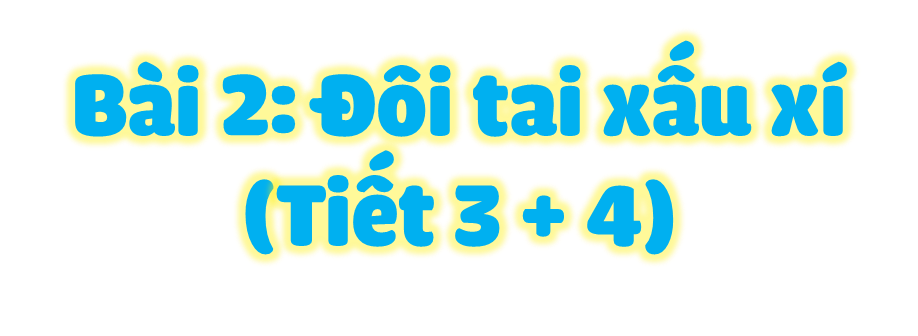 Bài 2: Đôi tai xấu xí
(Tiết 3 + 4)